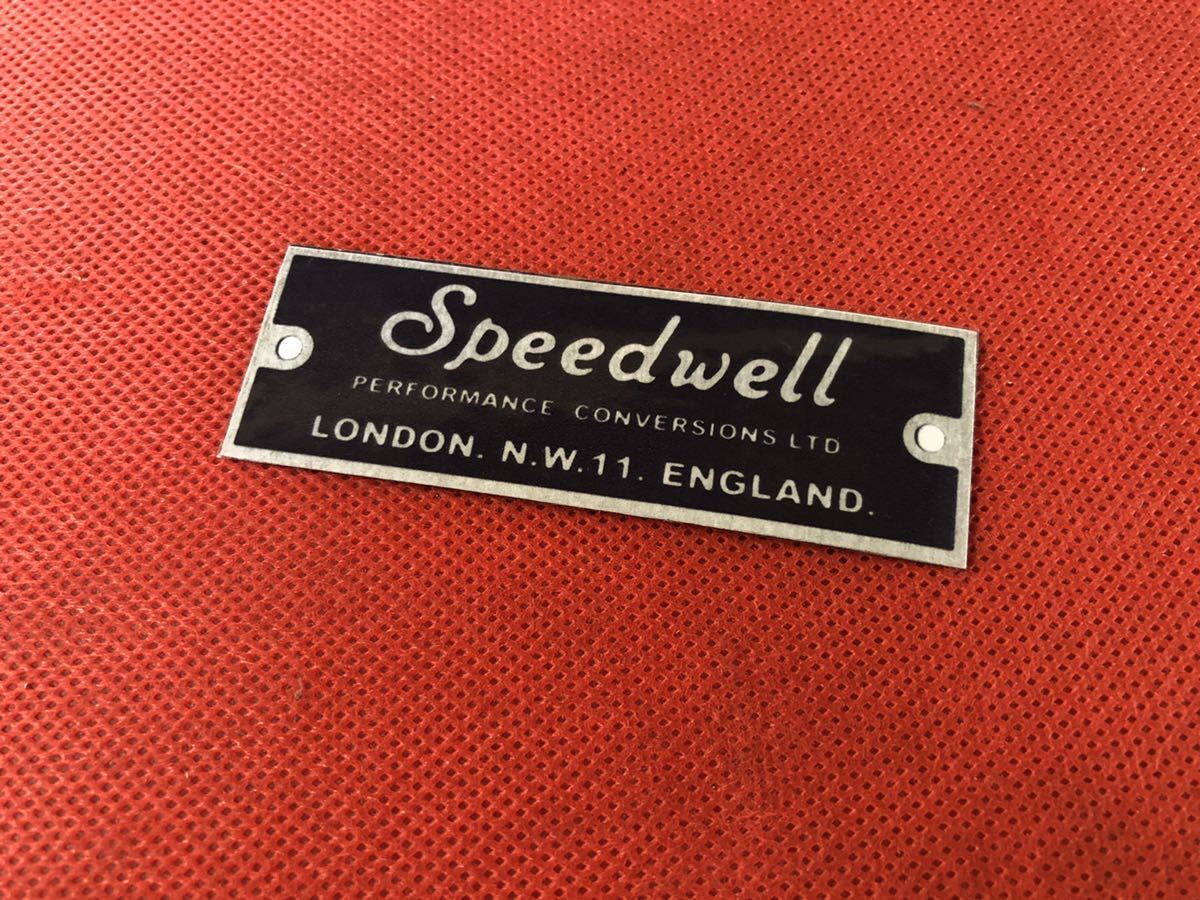 Speedwell
PERFORMANCE CONVERSIONS LTD
LONDON. N.W.11. ENGLAND.